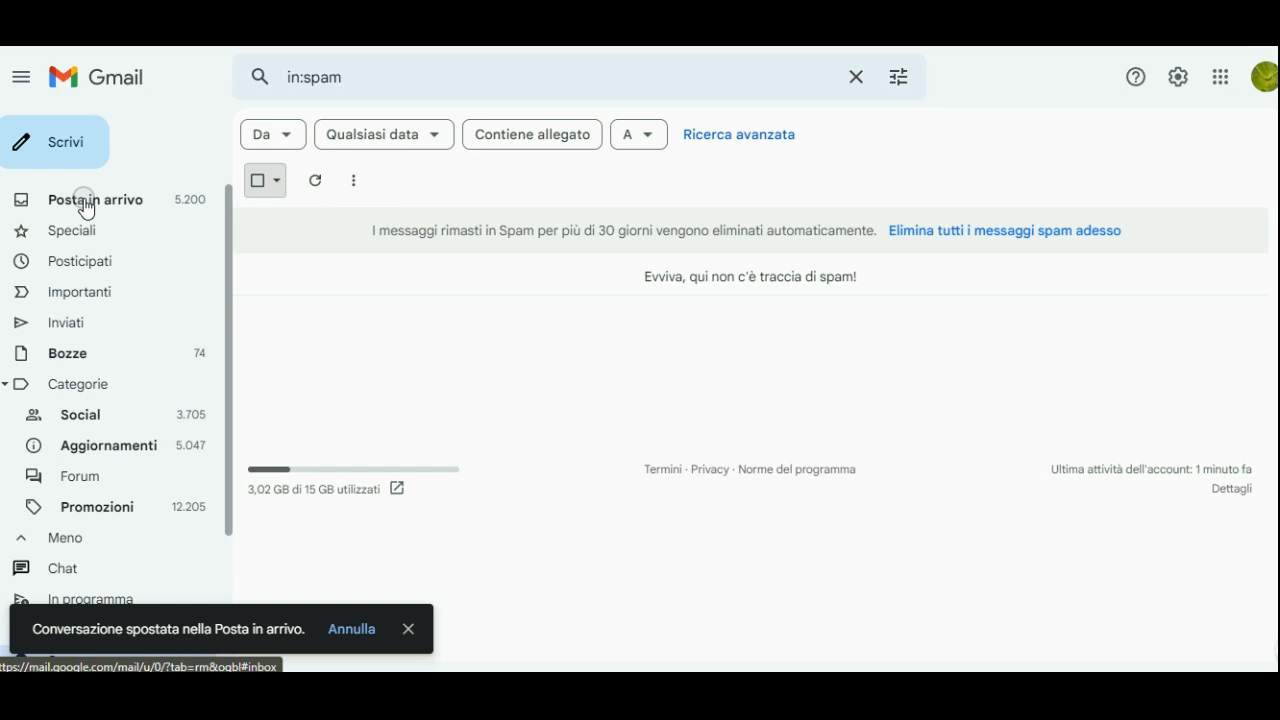 Gmail
in:spam
Scrivi
Da
Qualsiasi data
Contiene allegato
A
Ricerca avanzata
Posta in arrivo 5.200
Speciali
Posticipati
Importanti
Inviati
Bozze 74
Categorie
Social 3.705
Aggiornamenti 5.047
Forum
Promozioni 12.205
Meno
Chat
In programma
I messaggi rimasti in Spam per più di 30 giorni vengono eliminati automaticamente. Elimina tutti i messaggi spam adesso
Evviva, qui non c'è traccia di spam!
3,02 GB di 15 GB utilizzati
Termini · Privacy · Norme del programma
Ultima attività dell'account: 1 minuto fa
Dettagli
Conversazione spostata nella Posta in arrivo. Annulla
ttps://mail.google.com/mail/u/0/?tab=rm&ogbl#inbox